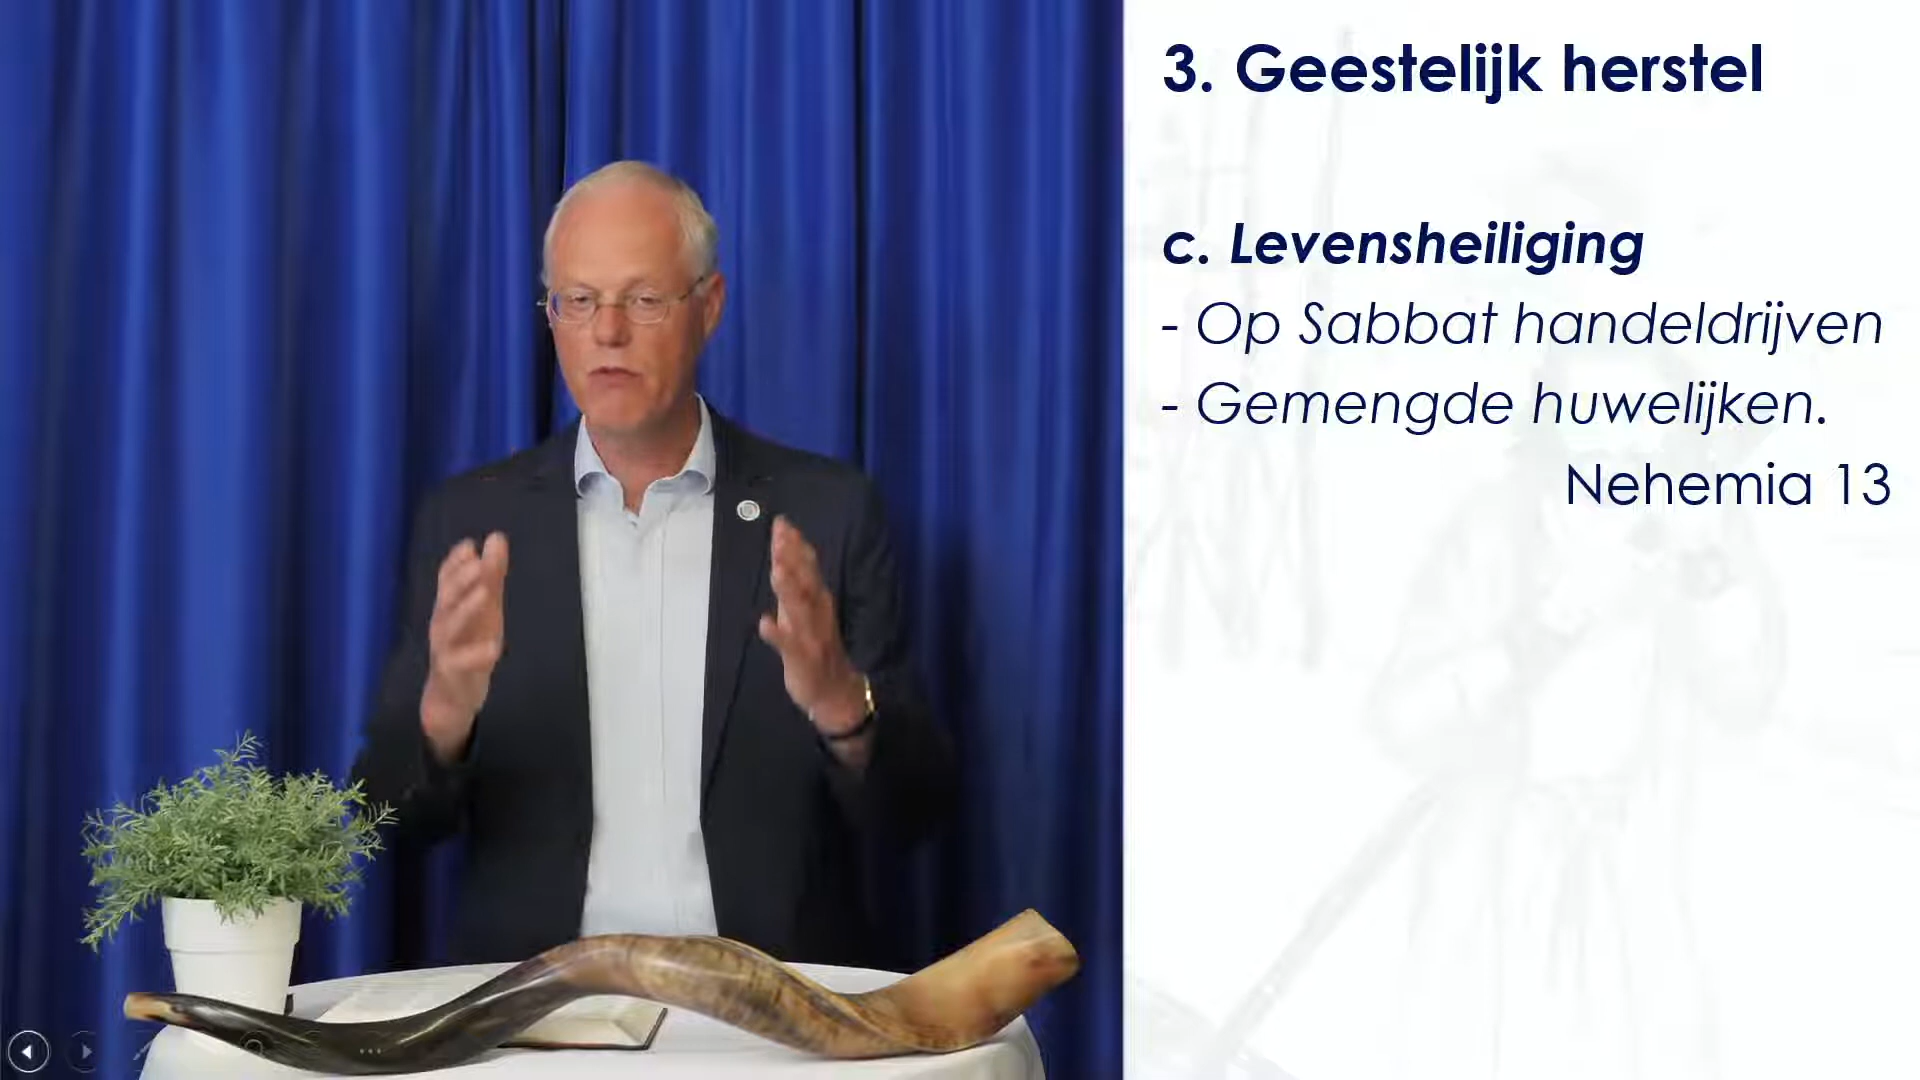 3. Geestelijk herstel
c. Levensheiliging
- Op Sabbat handeldrijven
- Gemengde huwelijken.
Nehemia 13